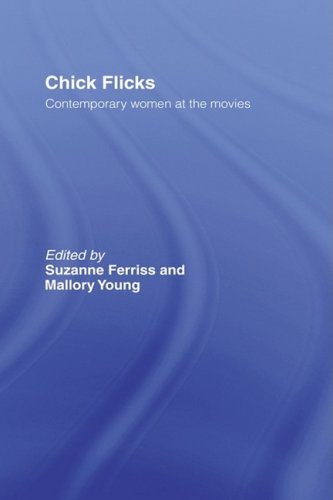 Chick Flicks
Contemporary women at the movies
Edited by
Suzanne Ferriss and
Mallory Young